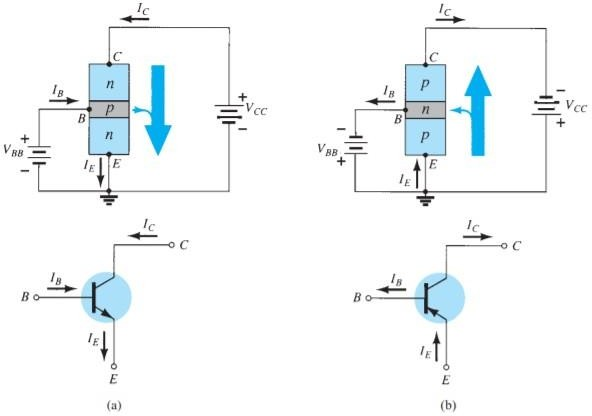 I_C
C
n
I_B
p
B
n
+
V_CC
-
+
V_BB
-
I_E
E
I_C
C
I_B
B
I_E
E
(a)
I_C
C
p
I_B
n
B
p
-
V_CC
+
-
V_BB
+
I_E
E
I_C
C
I_B
B
I_E
E
(b)